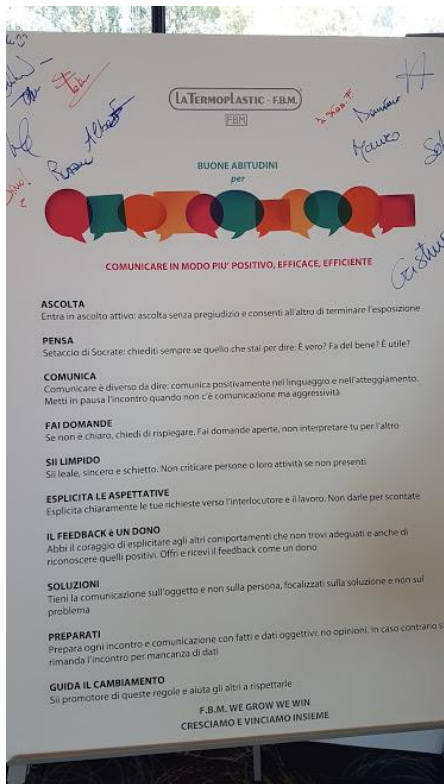 LATERMOPLASTIC - F.B.M.
FBM
Alberto
Damiano
Mauro
BUONE ABITUDINI
per
COMUNICARE IN MODO PIU' POSITIVO, EFFICACE, EFFICIENTE
ASCOLTA
Entra in ascolto attivo: ascolta senza pregiudizio e consenti all'altro di terminare l'esposizione
PENSA
Setaccio di Socrate: chiediti sempre se quello che stai per dire: È vero? Fa del bene? È utile?
COMUNICA
Comunicare è diverso da dire: comunica positivamente nel linguaggio e nell'atteggiamento.
Metti in pausa l'incontro quando non c'è comunicazione ma aggressività
FAI DOMANDE
Se non è chiaro, chiedi di rispiegare. Fai domande aperte, non interpretare tu per l'altro
SII LIMPIDO
Sii leale, sincero e schietto. Non criticare persone o loro attività se non presenti
ESPLICITA LE ASPETTATIVE
Esplicita chiaramente le tue richieste verso l'interlocutore e il lavoro. Non darle per scontate
IL FEEDBACK è UN DONO
Abbi il coraggio di esplicitare agli altri comportamenti che non trovi adeguati e anche di
riconoscere quelli positivi. Offri e ricevi il feedback come un dono
SOLUZIONI
Tieni la comunicazione sull'oggetto e non sulla persona, focalizzati sulla soluzione e non sul
problema
PREPARATI
Prepara ogni incontro e comunicazione con fatti e dati oggettivi: no opinioni. In caso contrario si
rimanda l'incontro per mancanza di dati
GUIDA IL CAMBIAMENTO
Sii promotore di queste regole e aiuta gli altri a rispettarle
F.B.M. WE GROW WE WIN
CRESCIAMO E VINCIAMO INSIEME